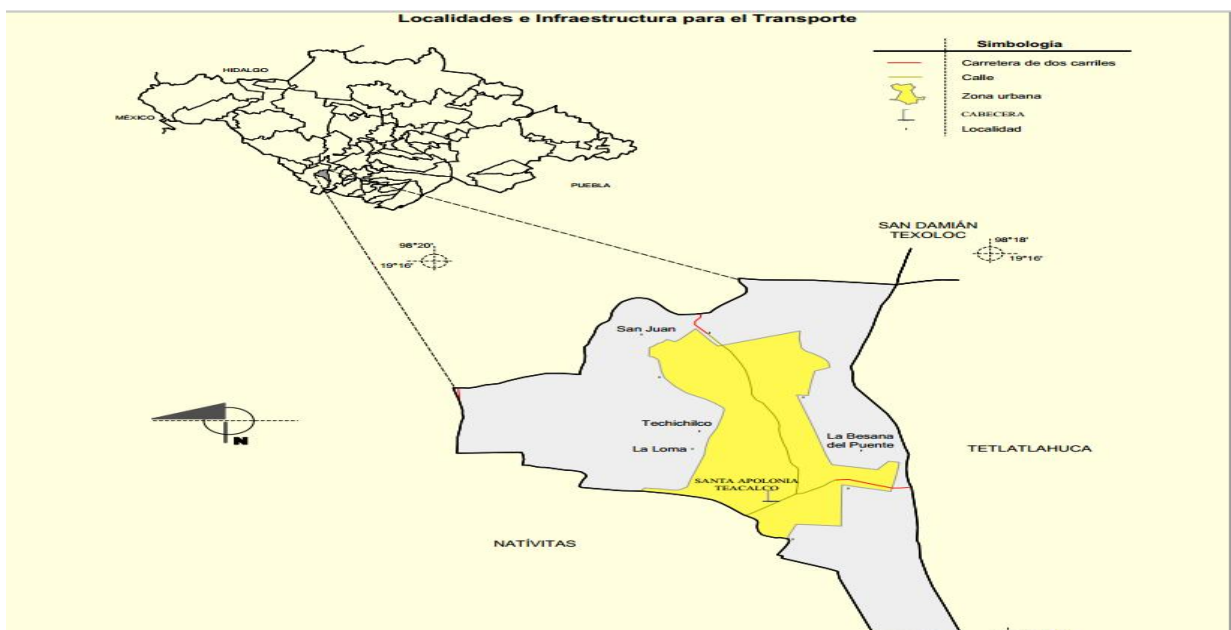 Localidades e Infraestructura para el Transporte
Simbología
Carretera de dos carriles
Calle
Zona urbana
CABECERA
Localidad
HIDALGO
MÉXICO
PUEBLA
SAN DAMIÁN
TEXOLOC
98°20'
19°16'
98°18'
19°16'
San Juan
Techichilco
La Loma
La Besana
del Puente
TETLATLAHUCA
SANTA APOLONIA
TEACALCO
N
NATÍVITAS